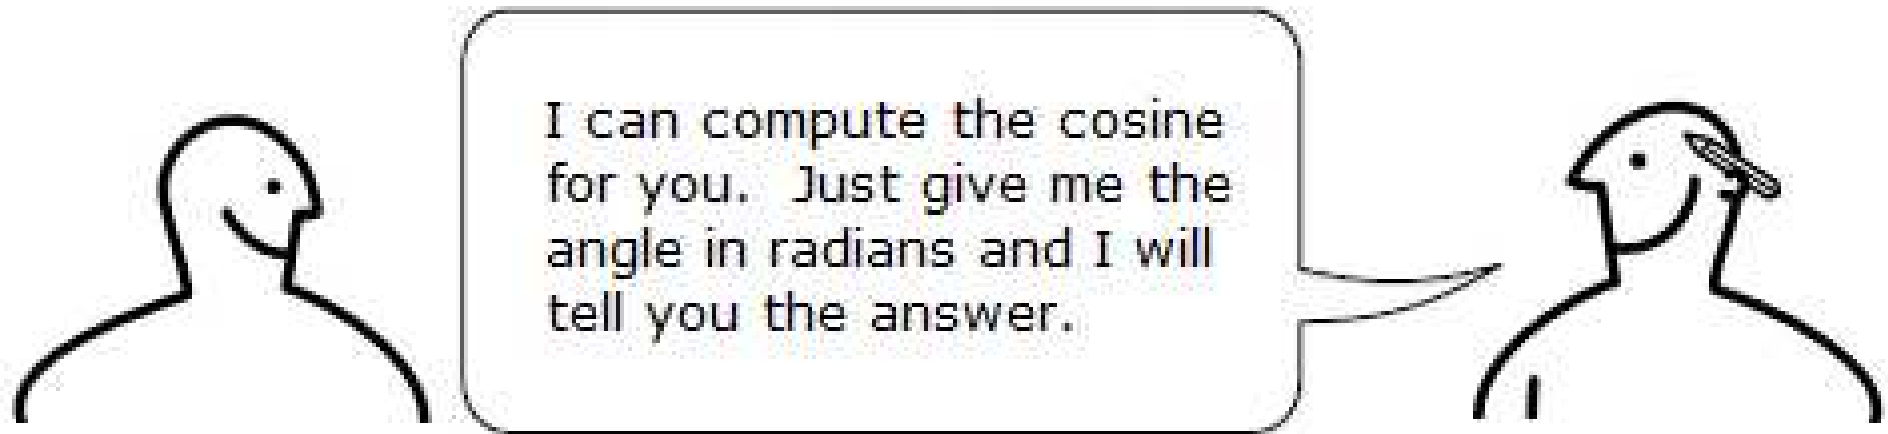 I can compute the cosine
for you. Just give me the
angle in radians and I will
tell you the answer.